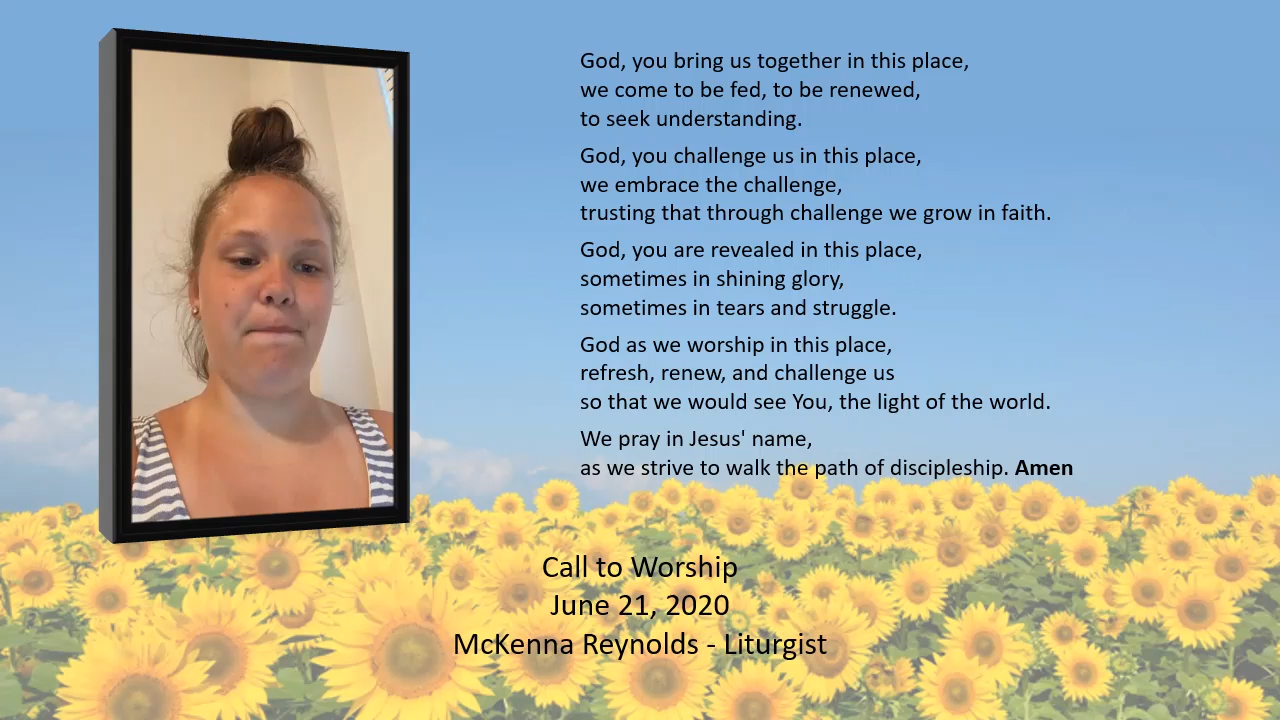 God, you bring us together in this place,
we come to be fed, to be renewed,
to seek understanding.
God, you challenge us in this place,
we embrace the challenge,
trusting that through challenge we grow in faith.
God, you are revealed in this place,
sometimes in shining glory,
sometimes in tears and struggle.
God as we worship in this place,
refresh, renew, and challenge us
so that we would see You, the light of the world.
We pray in Jesus' name,
as we strive to walk the path of discipleship. Amen
Call to Worship
June 21, 2020
McKenna Reynolds - Liturgist